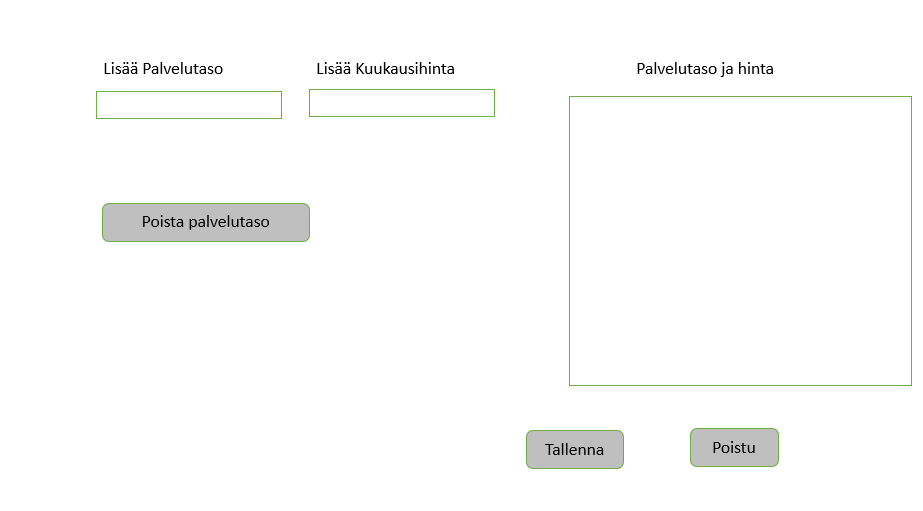 Lisää Palvelutaso
Lisää Kuukausihinta
Palvelutaso ja hinta
Poista palvelutaso
Tallenna
Poistu